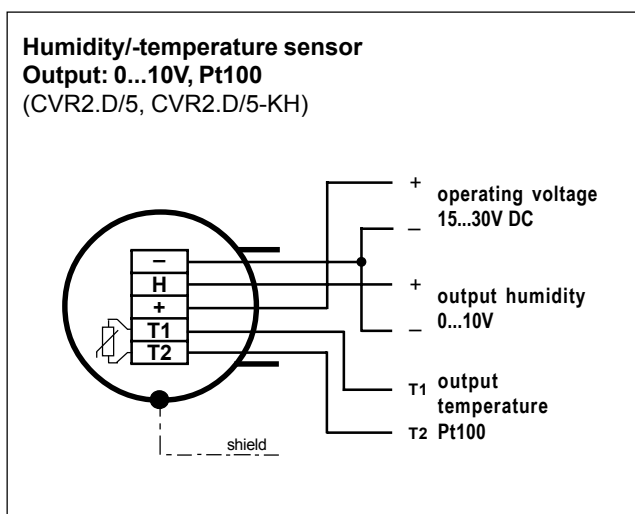 Humidity/-temperature sensor
Output: 0...10V, Pt100
(CVR2.D/5, CVR2.D/5-KH)
+ operating voltage
15...30V DC
–
–
H
+
T1
T2
+ output humidity
0...10V
–
T1 output
temperature
T2 Pt100
shield